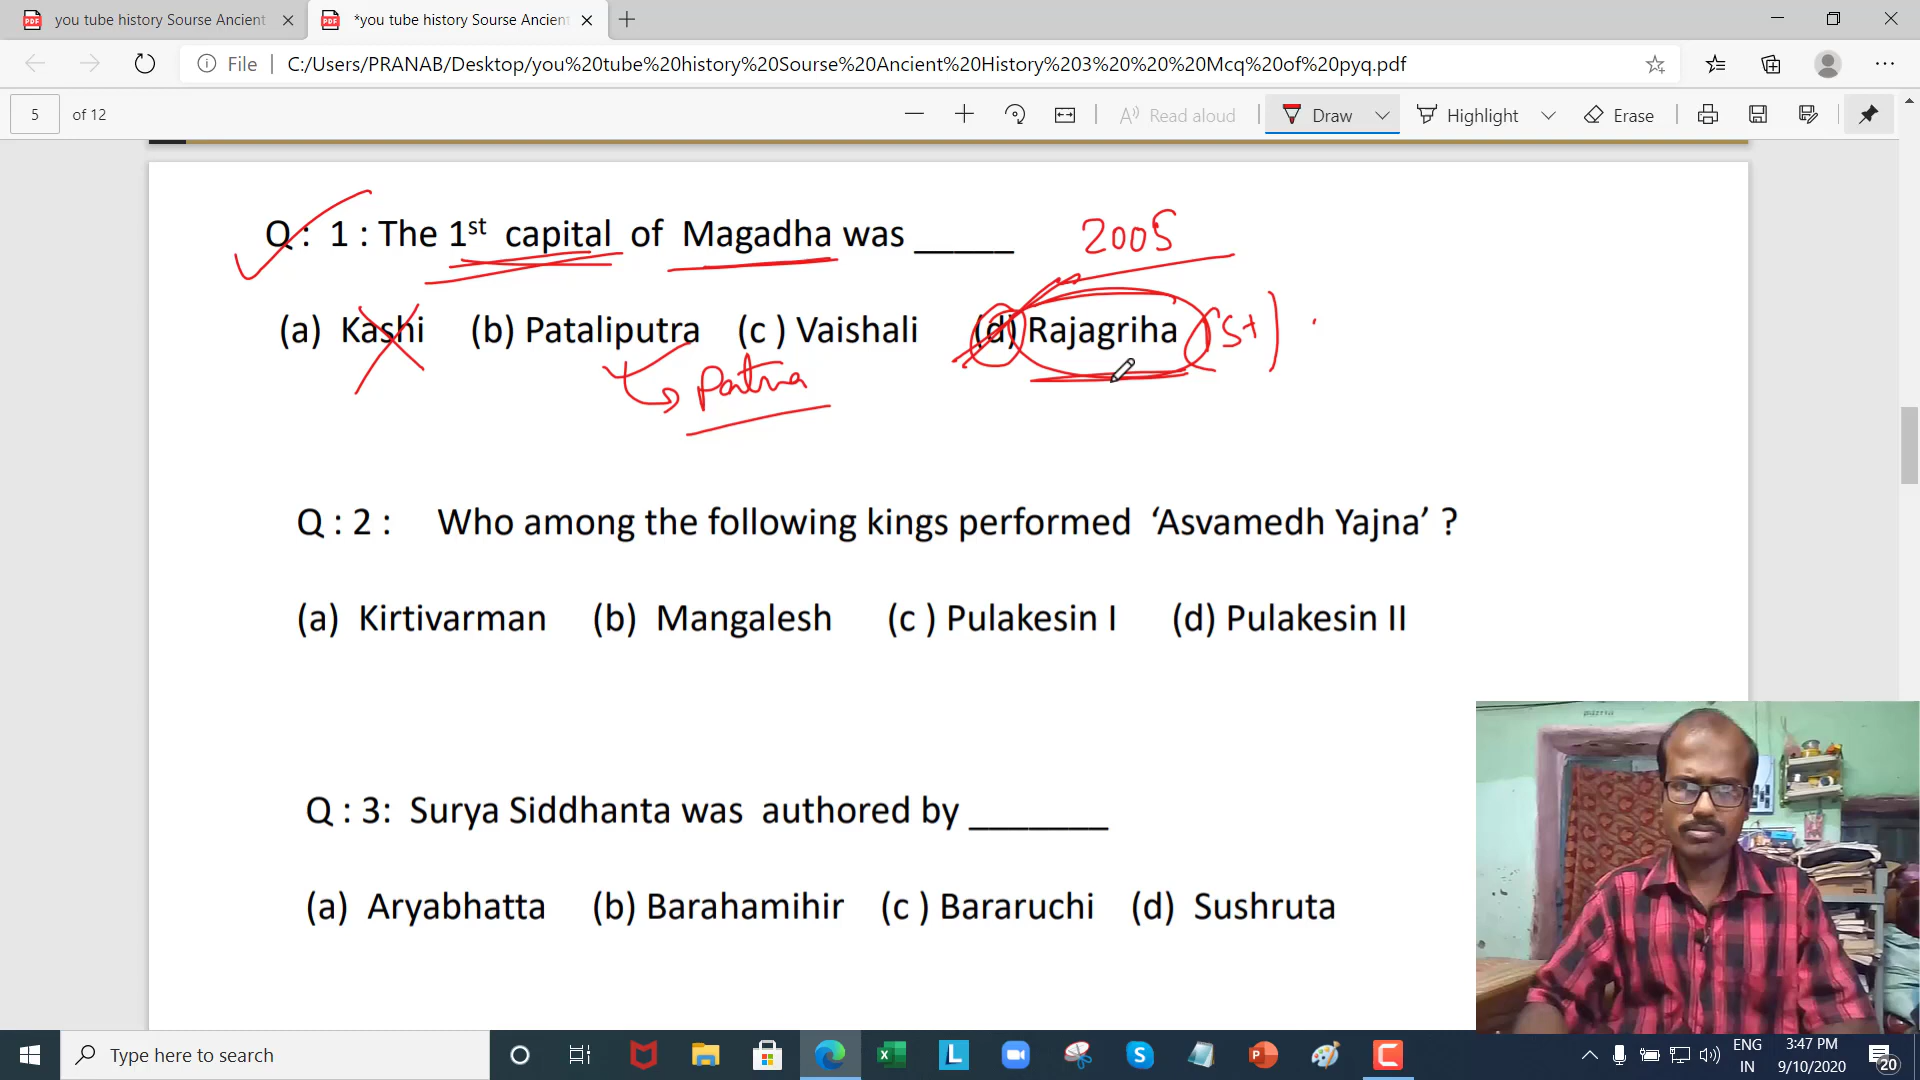 you tube history Sourse Ancient
*you tube history Sourse Ancien
File
C:/Users/PRANAB/Desktop/you%20tube%20history%20Sourse%20Ancient%20History%203%20%20%20Mcq%20of%20pyq.pdf
5 of 12
Read aloud
Draw
Highlight
Erase
Q : 1 : The 1st capital of Magadha was _____ 2005
(a) Kashi (b) Pataliputra (c ) Vaishali (d) Rajagriha (1st)
Patna
Q : 2 : Who among the following kings performed ‘Asvamedh Yajna’ ?
(a) Kirtivarman (b) Mangalesh (c ) Pulakesin I (d) Pulakesin II
Q : 3: Surya Siddhanta was authored by _______
(a) Aryabhatta (b) Barahamihir (c ) Bararuchi (d) Sushruta
Type here to search
ENG
IN
3:47 PM
9/10/2020
20